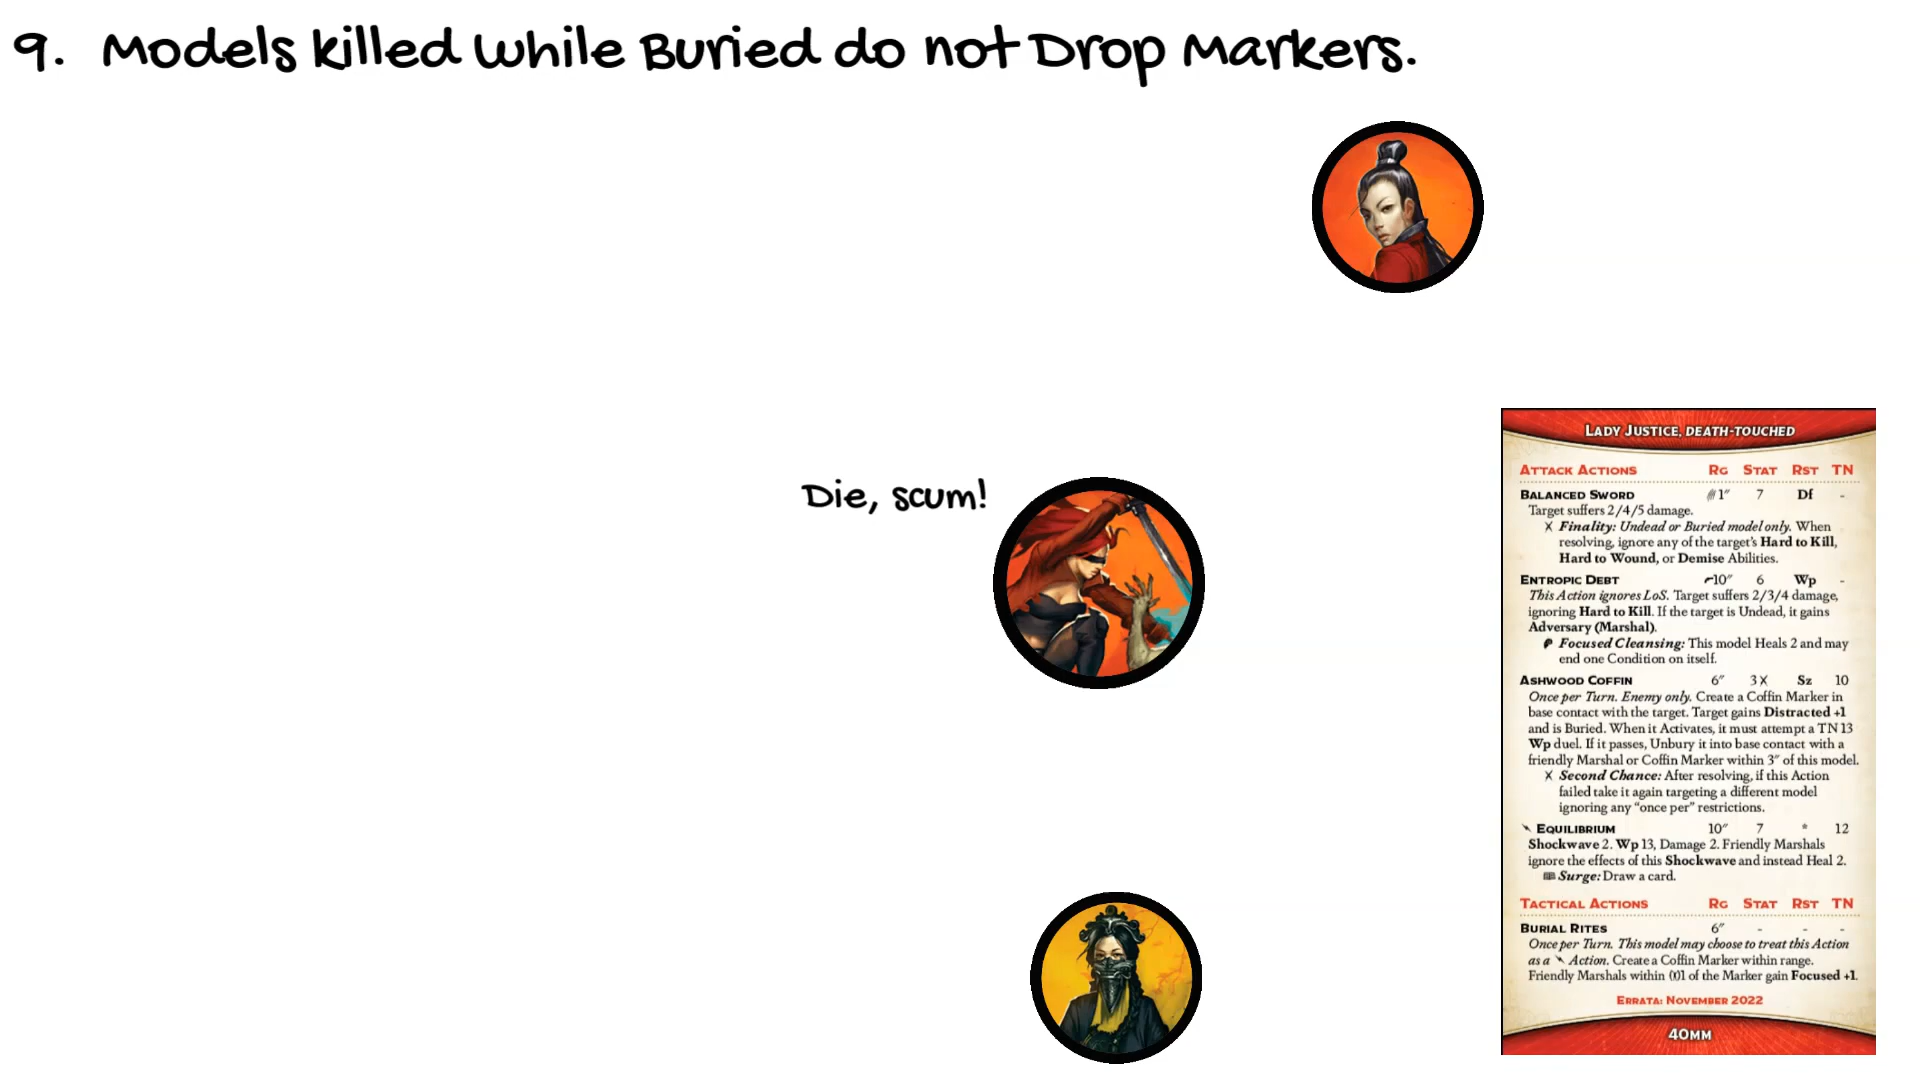 9. Models killed while Buried do not Drop Markers.
Die, scum!
LADY JUSTICE, DEATH-TOUCHED
ATTACK ACTIONS RG STAT RST TN
BALANCED SWORD 1" 7 Df -
Target suffers 2/4/5 damage.
Finality: Undead or Buried model only. When
resolving, ignore any of the target's Hard to Kill,
Hard to Wound, or Demise Abilities.
ENTROPIC DEBT 10" 6 Wp -
This Action ignores LoS. Target suffers 2/3/4 damage,
ignoring Hard to Kill. If the target is Undead, it gains
Adversary (Marshal).
Focused Cleansing: This model Heals 2 and may
end one Condition on itself.
ASHWOOD COFFIN 6" 3X Sz 10
Once per Turn. Enemy only. Create a Coffin Marker in
base contact with the target. Target gains Distracted +1
and is Buried. When it Activates, it must attempt a TN 13
Wp duel. If it passes, Unbury it into base contact with a
friendly Marshal or Coffin Marker within 3" of this model.
Second Chance: After resolving, if this Action
failed take it again targeting a different model
ignoring any "once per" restrictions.
EQUILIBRIUM 10" 7 * 12
Shockwave 2. Wp 13, Damage 2. Friendly Marshals
ignore the effects of this Shockwave and instead Heal 2.
Surge: Draw a card.
TACTICAL ACTIONS RG STAT RST TN
BURIAL RITES 6" - - -
Once per Turn. This model may choose to treat this Action
as a Action. Create a Coffin Marker within range.
Friendly Marshals within 1 of the Marker gain Focused +1.
ERRATA: NOVEMBER 2022
40MM